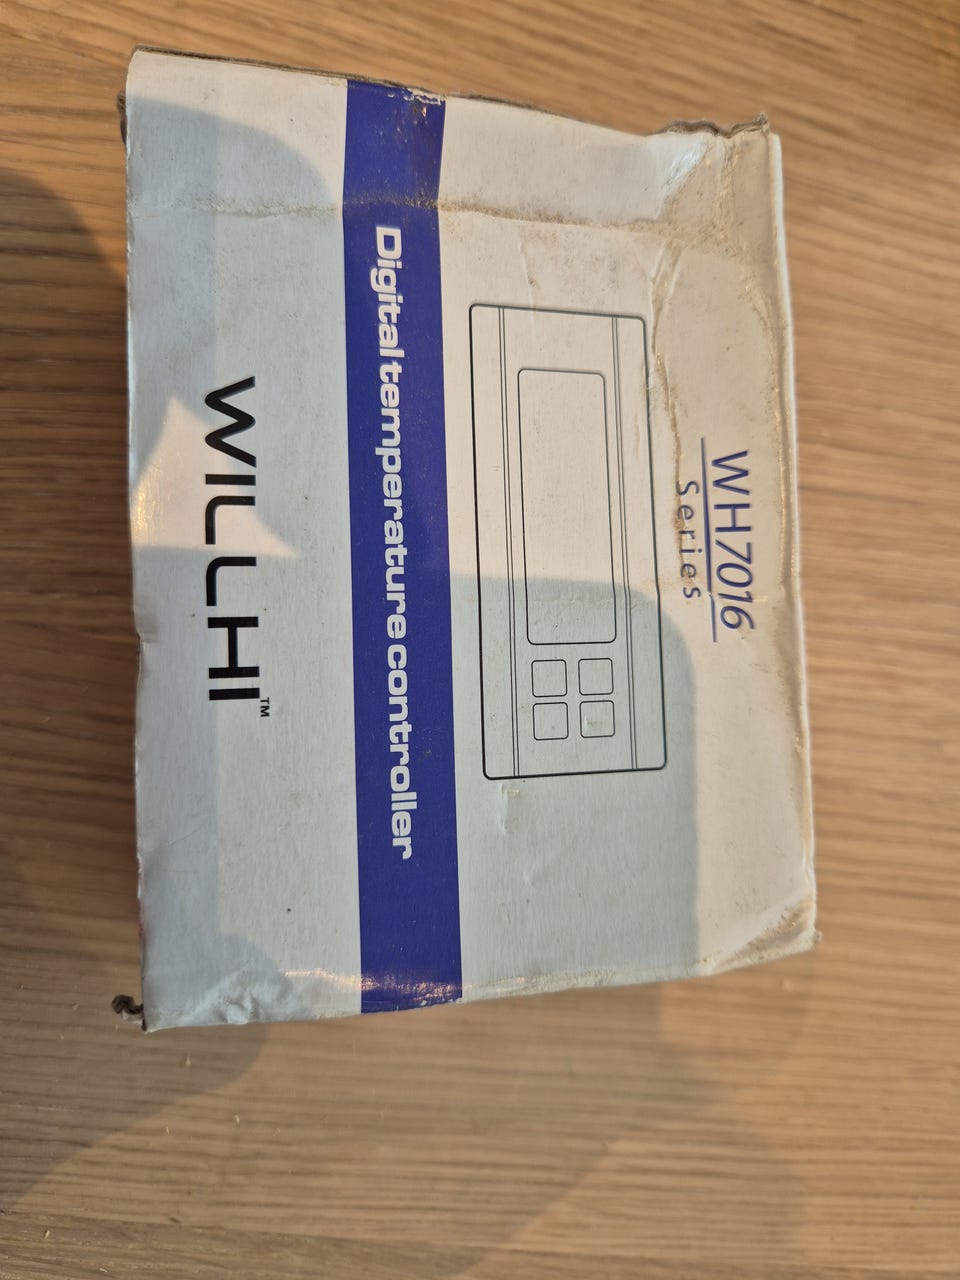 WH7016
Series
Digital temperature controller
WILLHI™